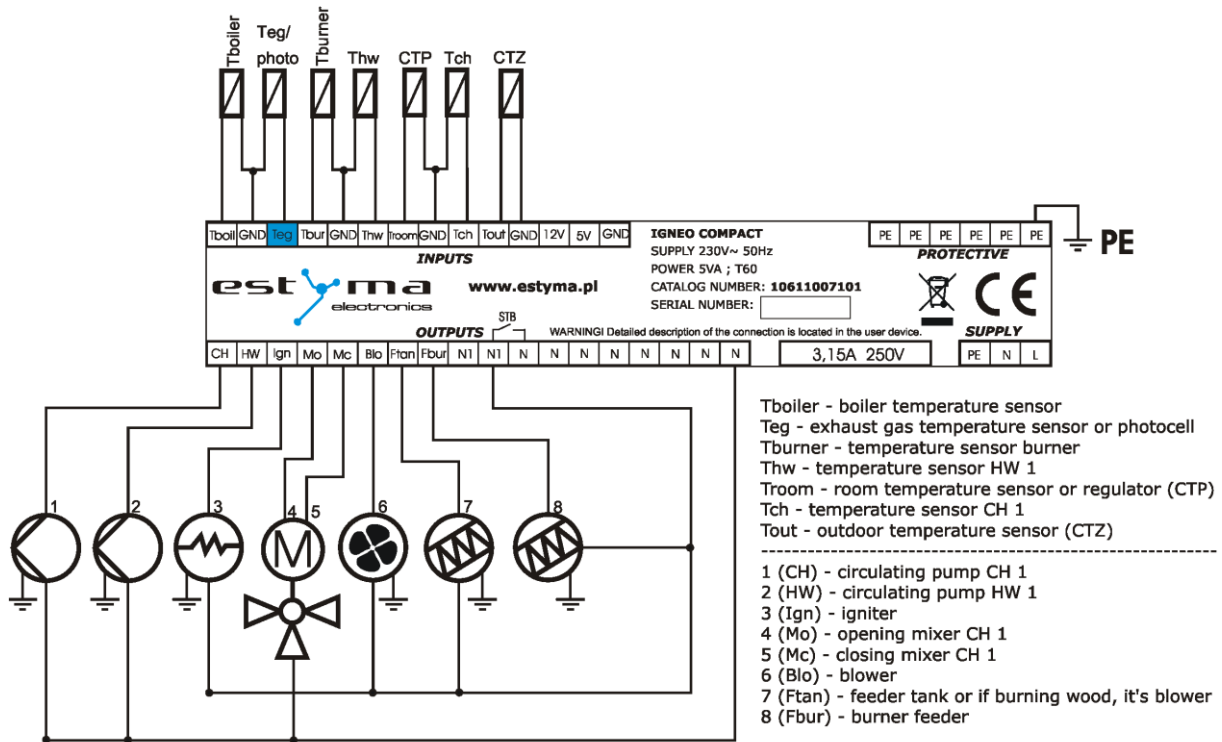 Tboiler Teg/ photo Tburner Thw CTP Tch CTZ
Tboil GND Teg Tbur GND Thw Troom GND Tch Tout GND 12V 5V GND
INPUTS
IGNEO COMPACT
SUPPLY 230V~ 50Hz
POWER 5VA ; T60
CATALOG NUMBER: 10611007101
SERIAL NUMBER:
PE PE PE PE PE PE
PROTECTIVE
PE
estyma
electronics
www.estyma.pl
CE
OUTPUTS
STB
WARNING! Detailed description of the connection is located in the user device.
SUPPLY
CH HW Ign Mo Mc Blo Ftan Fbur N1 N1 N N N N N N N N
3,15A 250V
PE N L
1 2 3 4 5 6 7 8
M
Tboiler - boiler temperature sensor
Teg - exhaust gas temperature sensor or photocell
Tburner - temperature sensor burner
Thw - temperature sensor HW 1
Troom - room temperature sensor or regulator (CTP)
Tch - temperature sensor CH 1
Tout - outdoor temperature sensor (CTZ)
1 (CH) - circulating pump CH 1
2 (HW) - circulating pump HW 1
3 (Ign) - igniter
4 (Mo) - opening mixer CH 1
5 (Mc) - closing mixer CH 1
6 (Blo) - blower
7 (Ftan) - feeder tank or if burning wood, it's blower
8 (Fbur) - burner feeder